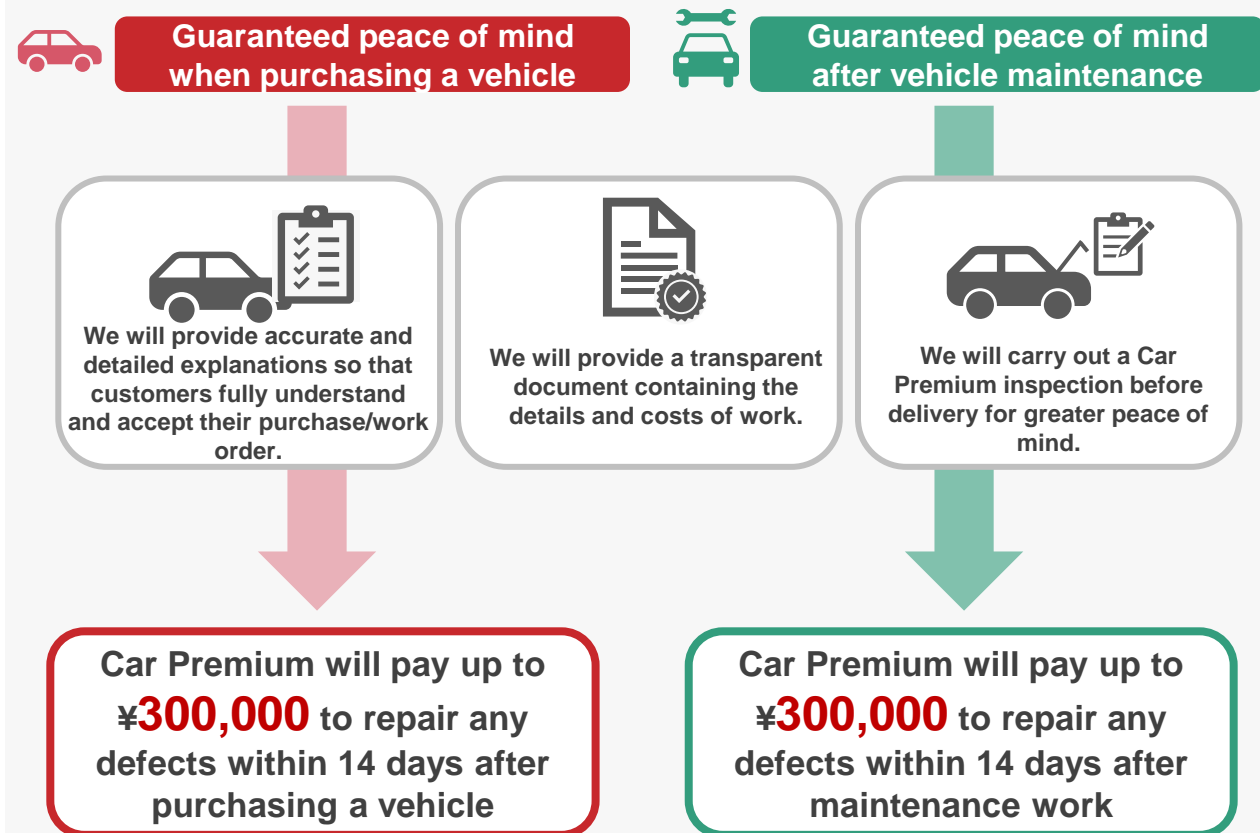 Guaranteed peace of mind
when purchasing a vehicle
Guaranteed peace of mind
after vehicle maintenance
We will provide accurate and
detailed explanations so that
customers fully understand
and accept their purchase/work
order.
We will provide a transparent
document containing the
details and costs of work.
We will carry out a Car
Premium inspection before
delivery for greater peace of
mind.
Car Premium will pay up to
¥300,000 to repair any
defects within 14 days after
purchasing a vehicle
Car Premium will pay up to
¥300,000 to repair any
defects within 14 days after
maintenance work